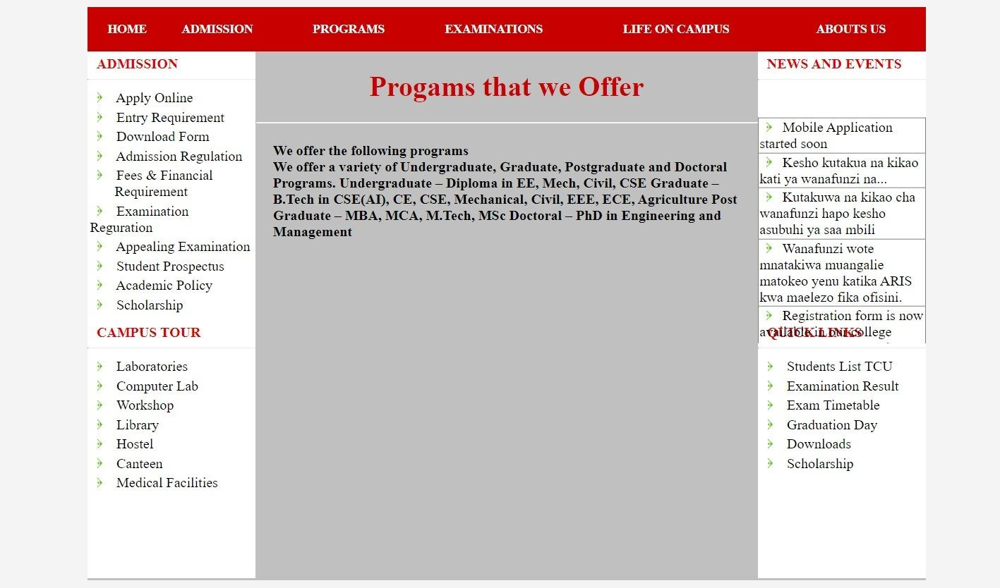 HOME ADMISSION PROGRAMS EXAMINATIONS LIFE ON CAMPUS ABOUTS US
ADMISSION
Apply Online
Entry Requirement
Download Form
Admission Regulation
Fees & Financial
Requirement
Examination
Reguration
Appealing Examination
Student Prospectus
Academic Policy
Scholarship
CAMPUS TOUR
Laboratories
Computer Lab
Workshop
Library
Hostel
Canteen
Medical Facilities
Progams that we Offer
We offer the following programs
We offer a variety of Undergraduate, Graduate, Postgraduate and Doctoral
Programs. Undergraduate – Diploma in EE, Mech, Civil, CSE Graduate –
B.Tech in CSE(AI), CE, CSE, Mechanical, Civil, EEE, ECE, Agriculture Post
Graduate – MBA, MCA, M.Tech, MSc Doctoral – PhD in Engineering and
Management
NEWS AND EVENTS
Mobile Application
started soon
Kesho kutakua na kikao
kati ya wanafunzi na...
Kutakuwa na kikao cha
wanafunzi hapo kesho
asubuhi ya saa mbili
Wanafunzi wote
mnatakiwa muangalie
matokeo yenu katika ARIS
kwa maelezo fika ofisini.
Registration form is now
available in our college
QUICK LINKS
Students List TCU
Examination Result
Exam Timetable
Graduation Day
Downloads
Scholarship